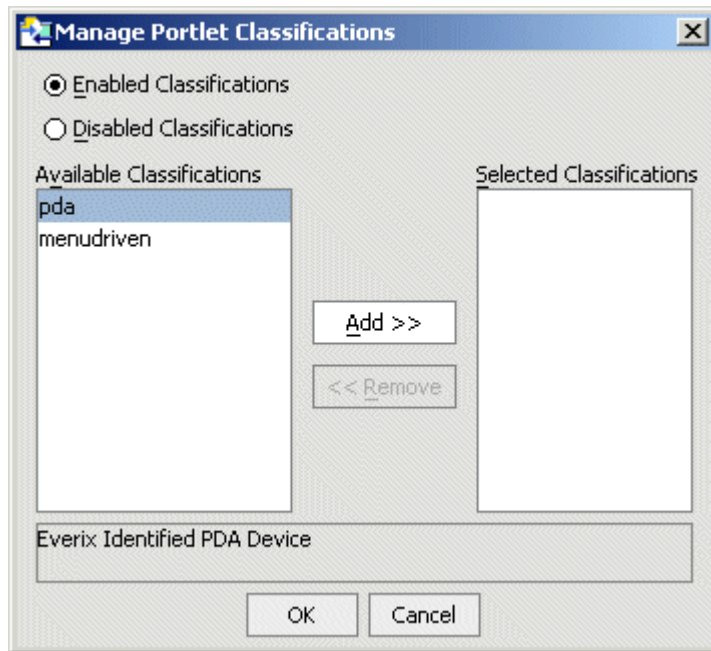 Manage Portlet Classifications
Enabled Classifications
Disabled Classifications
Available Classifications
Selected Classifications
pda
menudriven
Add >>
<< Remove
Everix Identified PDA Device
OK
Cancel